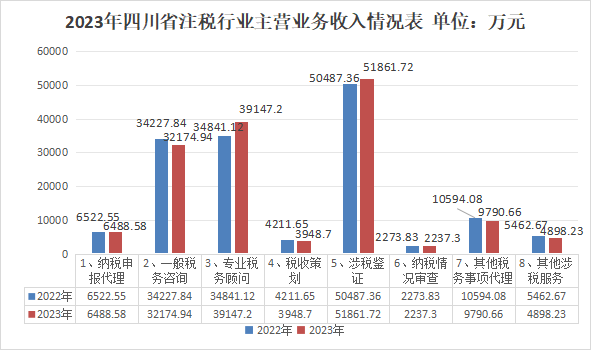 2023年四川省注税行业主营业务收入情况表 单位：万元
60000
50000
40000
30000
20000
10000
0
6522.55
6488.58
34227.84
32174.94
34841.12
39147.2
4211.65
3948.7
50487.36
51861.72
2273.83
2237.3
10594.08
9790.66
5462.67
4898.23
1、纳税申
报代理
2、一般税
务咨询
3、专业税
务顾问
4、税收策
划
5、涉税鉴
证
6、纳税情
况审查
7、其他税
务事项代理
8、其他涉
税服务
2022年 6522.55 34227.84 34841.12 4211.65 50487.36 2273.83 10594.08 5462.67
2023年 6488.58 32174.94 39147.2 3948.7 51861.72 2237.3 9790.66 4898.23
2022年 2023年